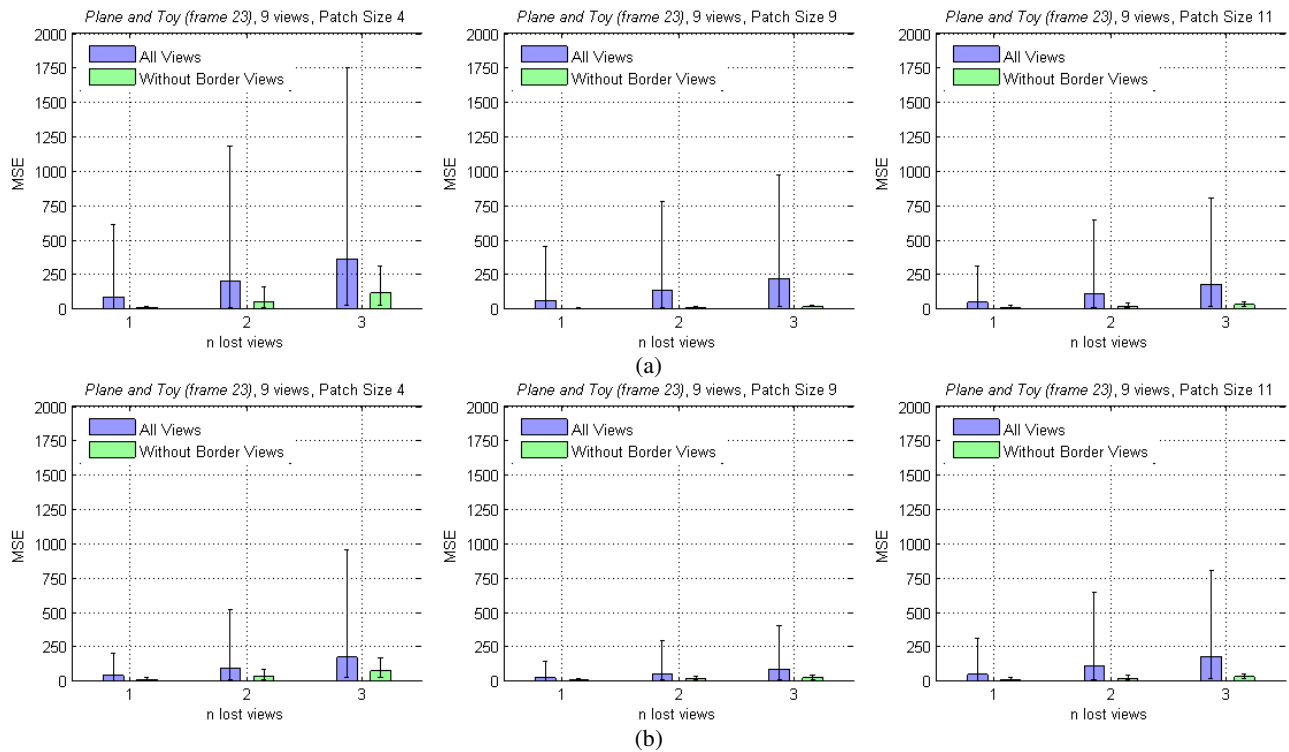 Plane and Toy (frame 23), 9 views, Patch Size 4
2000
1750
1500
1250
1000
750
500
250
0
MSE
All Views
Without Border Views
1 2 3
n lost views
Plane and Toy (frame 23), 9 views, Patch Size 9
2000
1750
1500
1250
1000
750
500
250
0
MSE
All Views
Without Border Views
1 2 3
n lost views
Plane and Toy (frame 23), 9 views, Patch Size 11
2000
1750
1500
1250
1000
750
500
250
0
MSE
All Views
Without Border Views
1 2 3
n lost views
(a)
Plane and Toy (frame 23), 9 views, Patch Size 4
2000
1750
1500
1250
1000
750
500
250
0
MSE
All Views
Without Border Views
1 2 3
n lost views
Plane and Toy (frame 23), 9 views, Patch Size 9
2000
1750
1500
1250
1000
750
500
250
0
MSE
All Views
Without Border Views
1 2 3
n lost views
Plane and Toy (frame 23), 9 views, Patch Size 11
2000
1750
1500
1250
1000
750
500
250
0
MSE
All Views
Without Border Views
1 2 3
n lost views
(b)